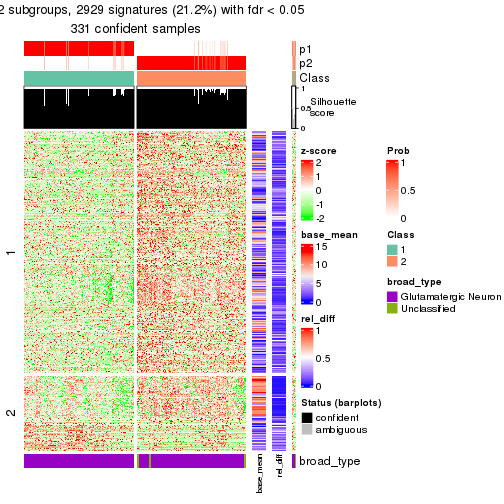 2 subgroups, 2929 signatures (21.2%) with fdr < 0.05
331 confident samples
p1
p2
Class
1
0.5
0
Silhouette
score
1
2
z-score
2
1
0
-1
-2
base_mean
15
10
5
0
rel_diff
1
0.5
0
Status (barplots)
confident
ambiguous
Prob
1
0.5
0
Class
1
2
broad_type
Glutamatergic Neuron
Unclassified
broad_type
base_mean
rel_diff